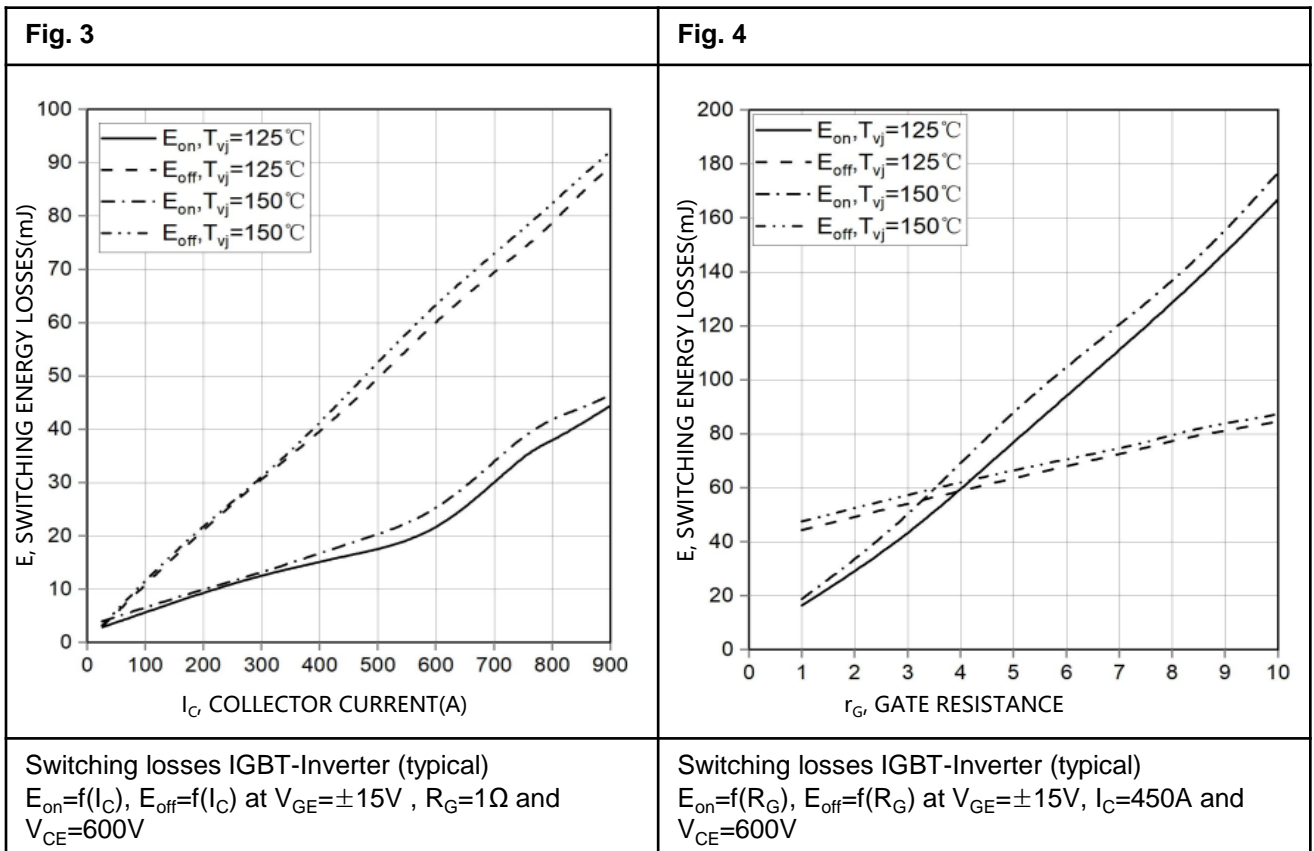 Fig. 3
E, SWITCHING ENERGY LOSSES(mJ)
100
90
80
70
60
50
40
30
20
10
0
Eon,Tvj=125℃
Eoff,Tvj=125℃
Eon,Tvj=150℃
Eoff,Tvj=150℃
0 100 200 300 400 500 600 700 800 900
IC, COLLECTOR CURRENT(A)
Switching losses IGBT-Inverter (typical)
Eon=f(IC), Eoff=f(IC) at VGE=±15V , RG=1Ω and
VCE=600V
Fig. 4
E, SWITCHING ENERGY LOSSES(mJ)
200
180
160
140
120
100
80
60
40
20
0
Eon,Tvj=125℃
Eoff,Tvj=125℃
Eon,Tvj=150℃
Eoff,Tvj=150℃
0 1 2 3 4 5 6 7 8 9 10
rG, GATE RESISTANCE
Switching losses IGBT-Inverter (typical)
Eon=f(RG), Eoff=f(RG) at VGE=±15V, IC=450A and
VCE=600V